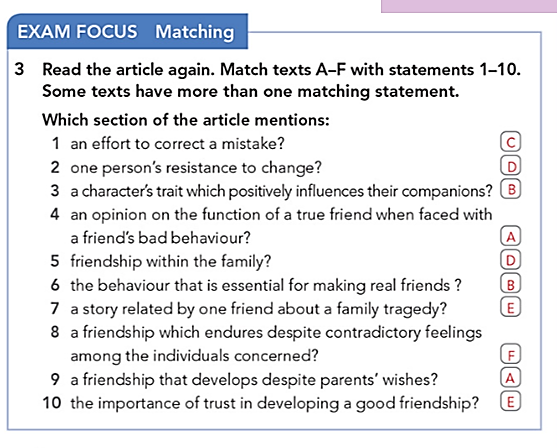 EXAM FOCUS Matching
3 Read the article again. Match texts A–F with statements 1–10.
Some texts have more than one matching statement.
Which section of the article mentions:
1 an effort to correct a mistake? C
2 one person's resistance to change? D
3 a character's trait which positively influences their companions? B
4 an opinion on the function of a true friend when faced with
a friend's bad behaviour? A
5 friendship within the family? D
6 the behaviour that is essential for making real friends ? B
7 a story related by one friend about a family tragedy? E
8 a friendship which endures despite contradictory feelings
among the individuals concerned? F
9 a friendship that develops despite parents' wishes? A
10 the importance of trust in developing a good friendship? E